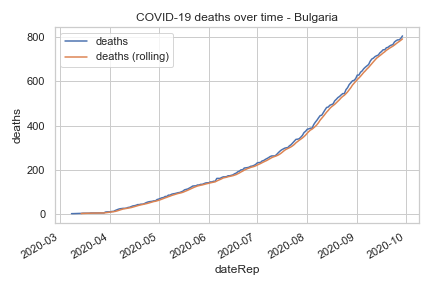 COVID-19 deaths over time - Bulgaria
deaths
deaths (rolling)
800
600
400
200
0
deaths
2020-03
2020-04
2020-05
2020-06
2020-07
2020-08
2020-09
2020-10
dateRep